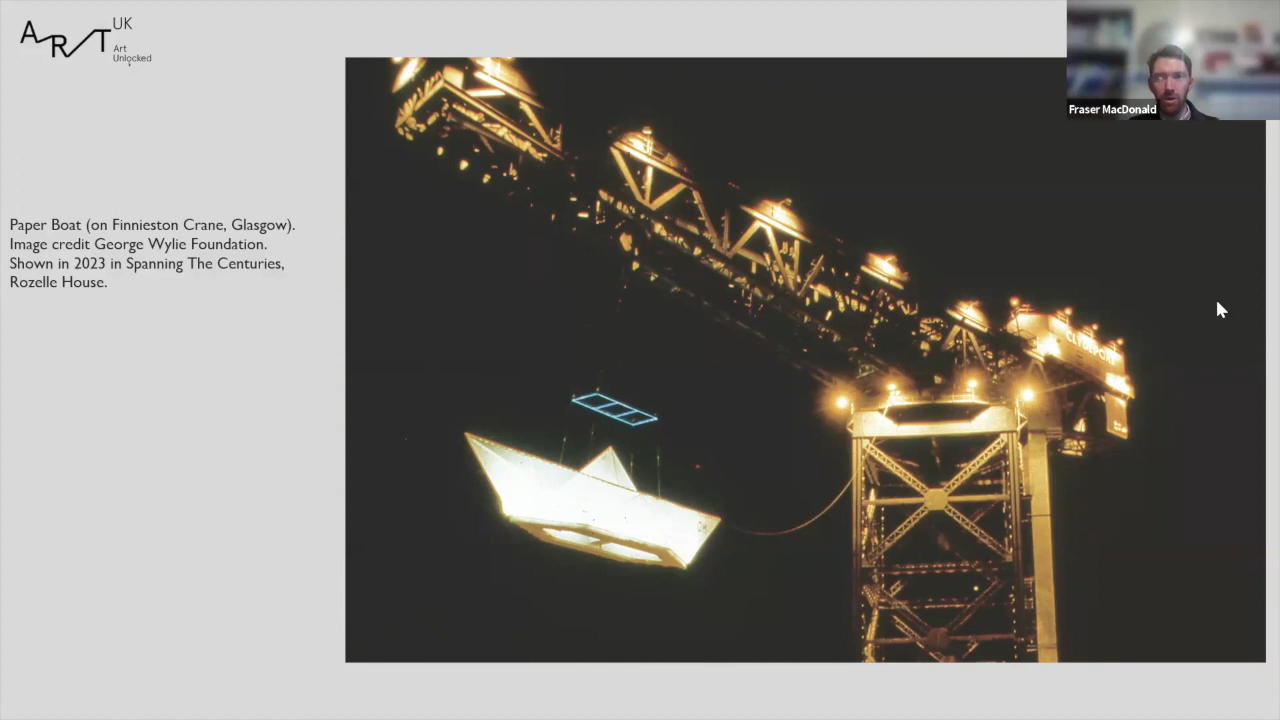 ART UK
Art
Unlocked
Fraser MacDonald
Paper Boat (on Finnieston Crane, Glasgow).
Image credit George Wylie Foundation.
Shown in 2023 in Spanning The Centuries,
Rozelle House.
CLYDEPORT